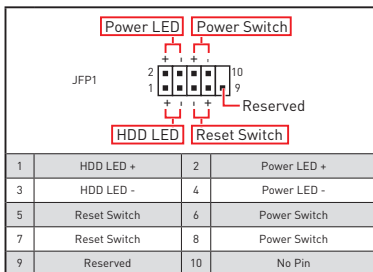 Power LED Power Switch
+ - - +
JFP1
2 10
1 9
+ - - +
Reserved
HDD LED Reset Switch
1 HDD LED + 2 Power LED +
3 HDD LED - 4 Power LED -
5 Reset Switch 6 Power Switch
7 Reset Switch 8 Power Switch
9 Reserved 10 No Pin